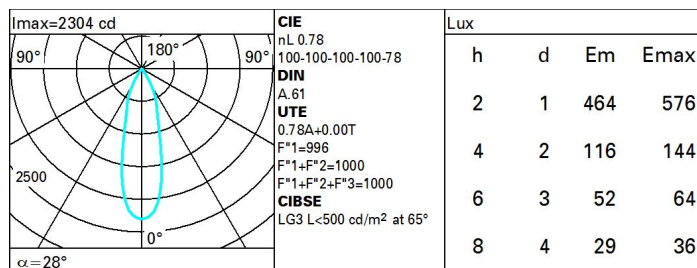 Imax=2304 cd
90° 180° 90°
2500
0°
α=28°
CIE
nL 0.78
100-100-100-100-78
DIN
A.61
UTE
0.78A+0.00T
F"1=996
F"1+F"2=1000
F"1+F"2+F"3=1000
CIBSE
LG3 L<500 cd/m² at 65°
Lux
h d Em Emax
2 1 464 576
4 2 116 144
6 3 52 64
8 4 29 36